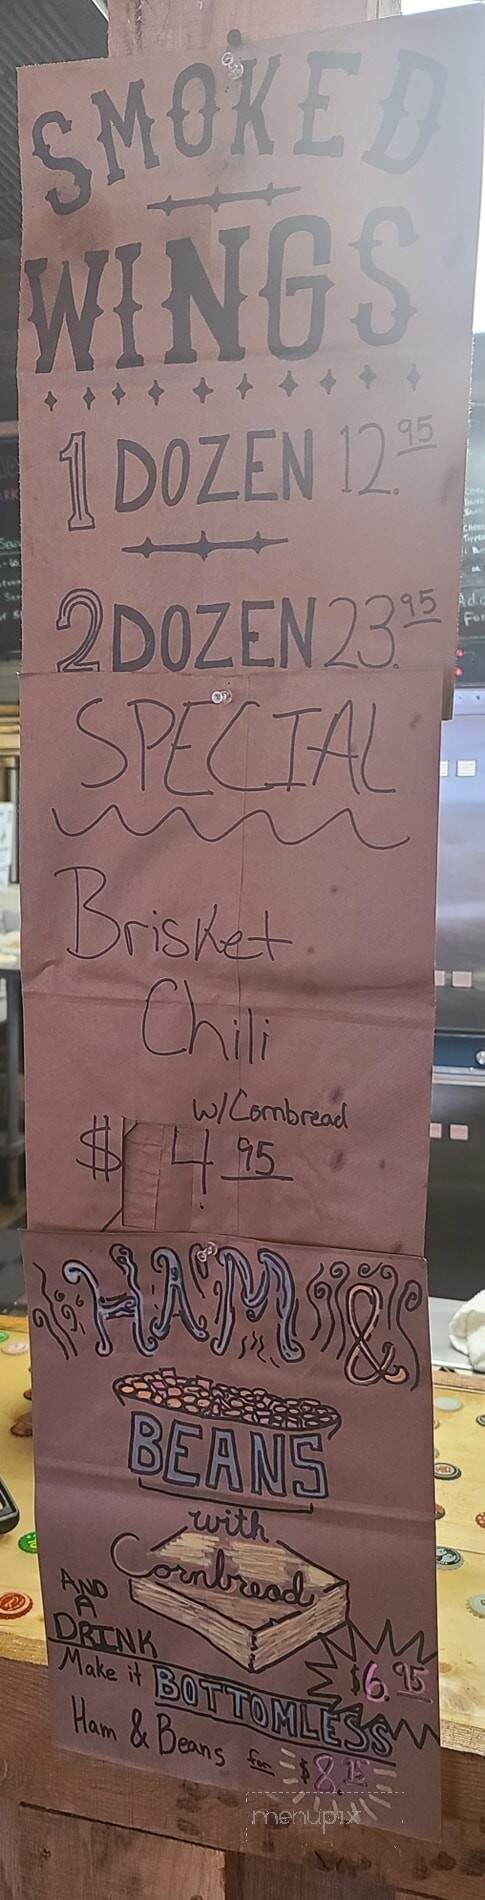 SMOKED
WINGS
1 DOZEN 12.95
2 DOZEN 23.95
SPECIAL
Brisket
Chili
w/Cornbread
$4.95
HAM &
BEANS
with
Cornbread
AND
A
DRINK
$6.95
Make it BOTTOMLESS
Ham & Beans for $8.
menupix